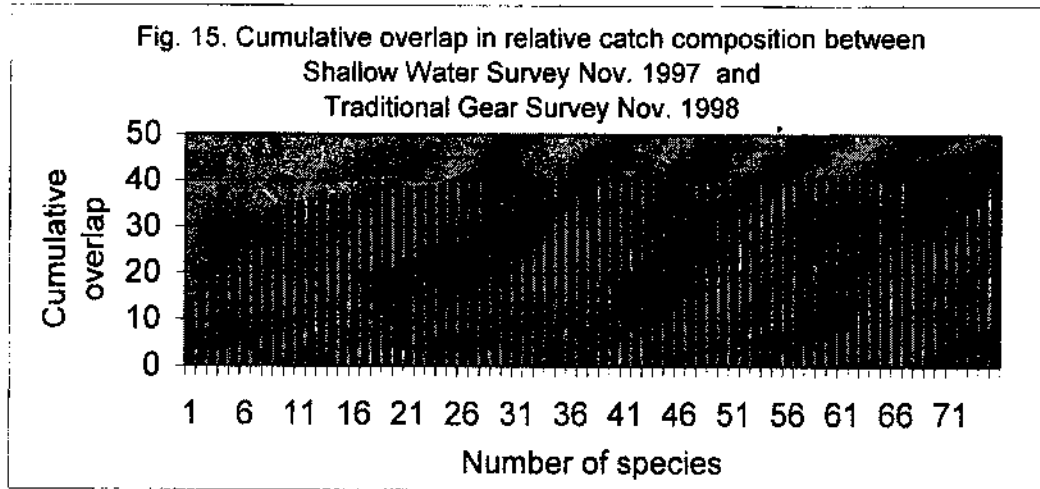 Fig. 15. Cumulative overlap in relative catch composition between
Shallow Water Survey Nov. 1997 and
Traditional Gear Survey Nov. 1998
Cumulative
overlap
50
40
30
20
10
0
1 6 11 16 21 26 31 36 41 46 51 56 61 66 71
Number of species